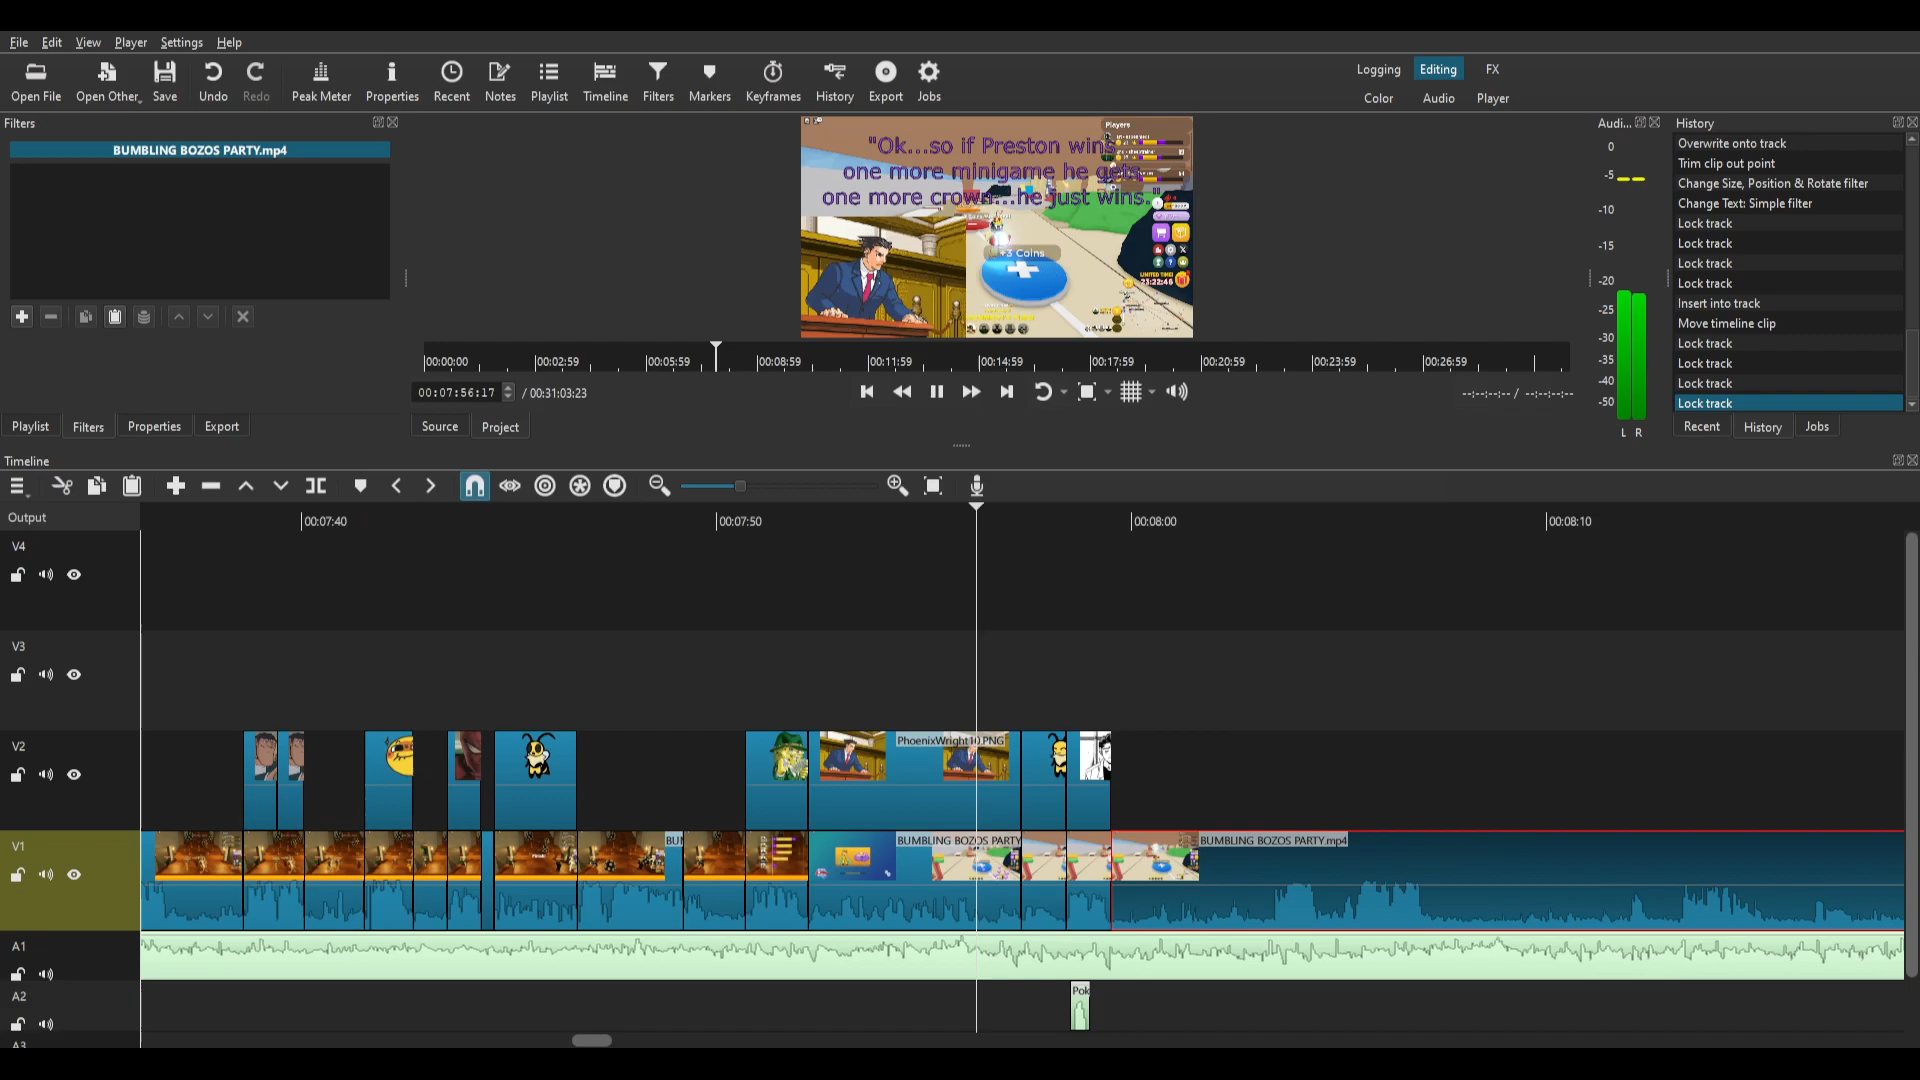 File Edit View Player Settings Help
Open File Open Other Save Undo Redo Peak Meter Properties Recent Notes Playlist Timeline Filters Markers Keyframes History Export Jobs
Logging Editing FX
Color Audio Player
Filters
BUMBLING BOZOS PARTY.mp4
Players
"Ok...so if Preston wins
one more minigame he gets
one more crown...he just wins."
+3 Coins
LIMITED TIME!
23:22:46
Audi...
0
-5
-10
-15
-20
-25
-30
-35
-40
-50
L R
History
Overwrite onto track
Trim clip out point
Change Size, Position & Rotate filter
Change Text: Simple filter
Lock track
Lock track
Lock track
Lock track
Insert into track
Move timeline clip
Lock track
Lock track
Lock track
Lock track
00:00:00 00:02:59 00:05:59 00:08:59 00:11:59 00:14:59 00:17:59 00:20:59 00:23:59 00:26:59
00:07:56:17 / 00:31:03:23
--:--:--:-- / --:--:--:--
Playlist Filters Properties Export
Source Project
Recent History Jobs
Timeline
Output
00:07:40 00:07:50 00:08:00 00:08:10
V4
V3
V2
PhoenixWright10.PNG
V1
BUM
BUMBLING BOZOS PARTY
BUMBLING BOZOS PARTY.mp4
A1
A2
Pok
A3